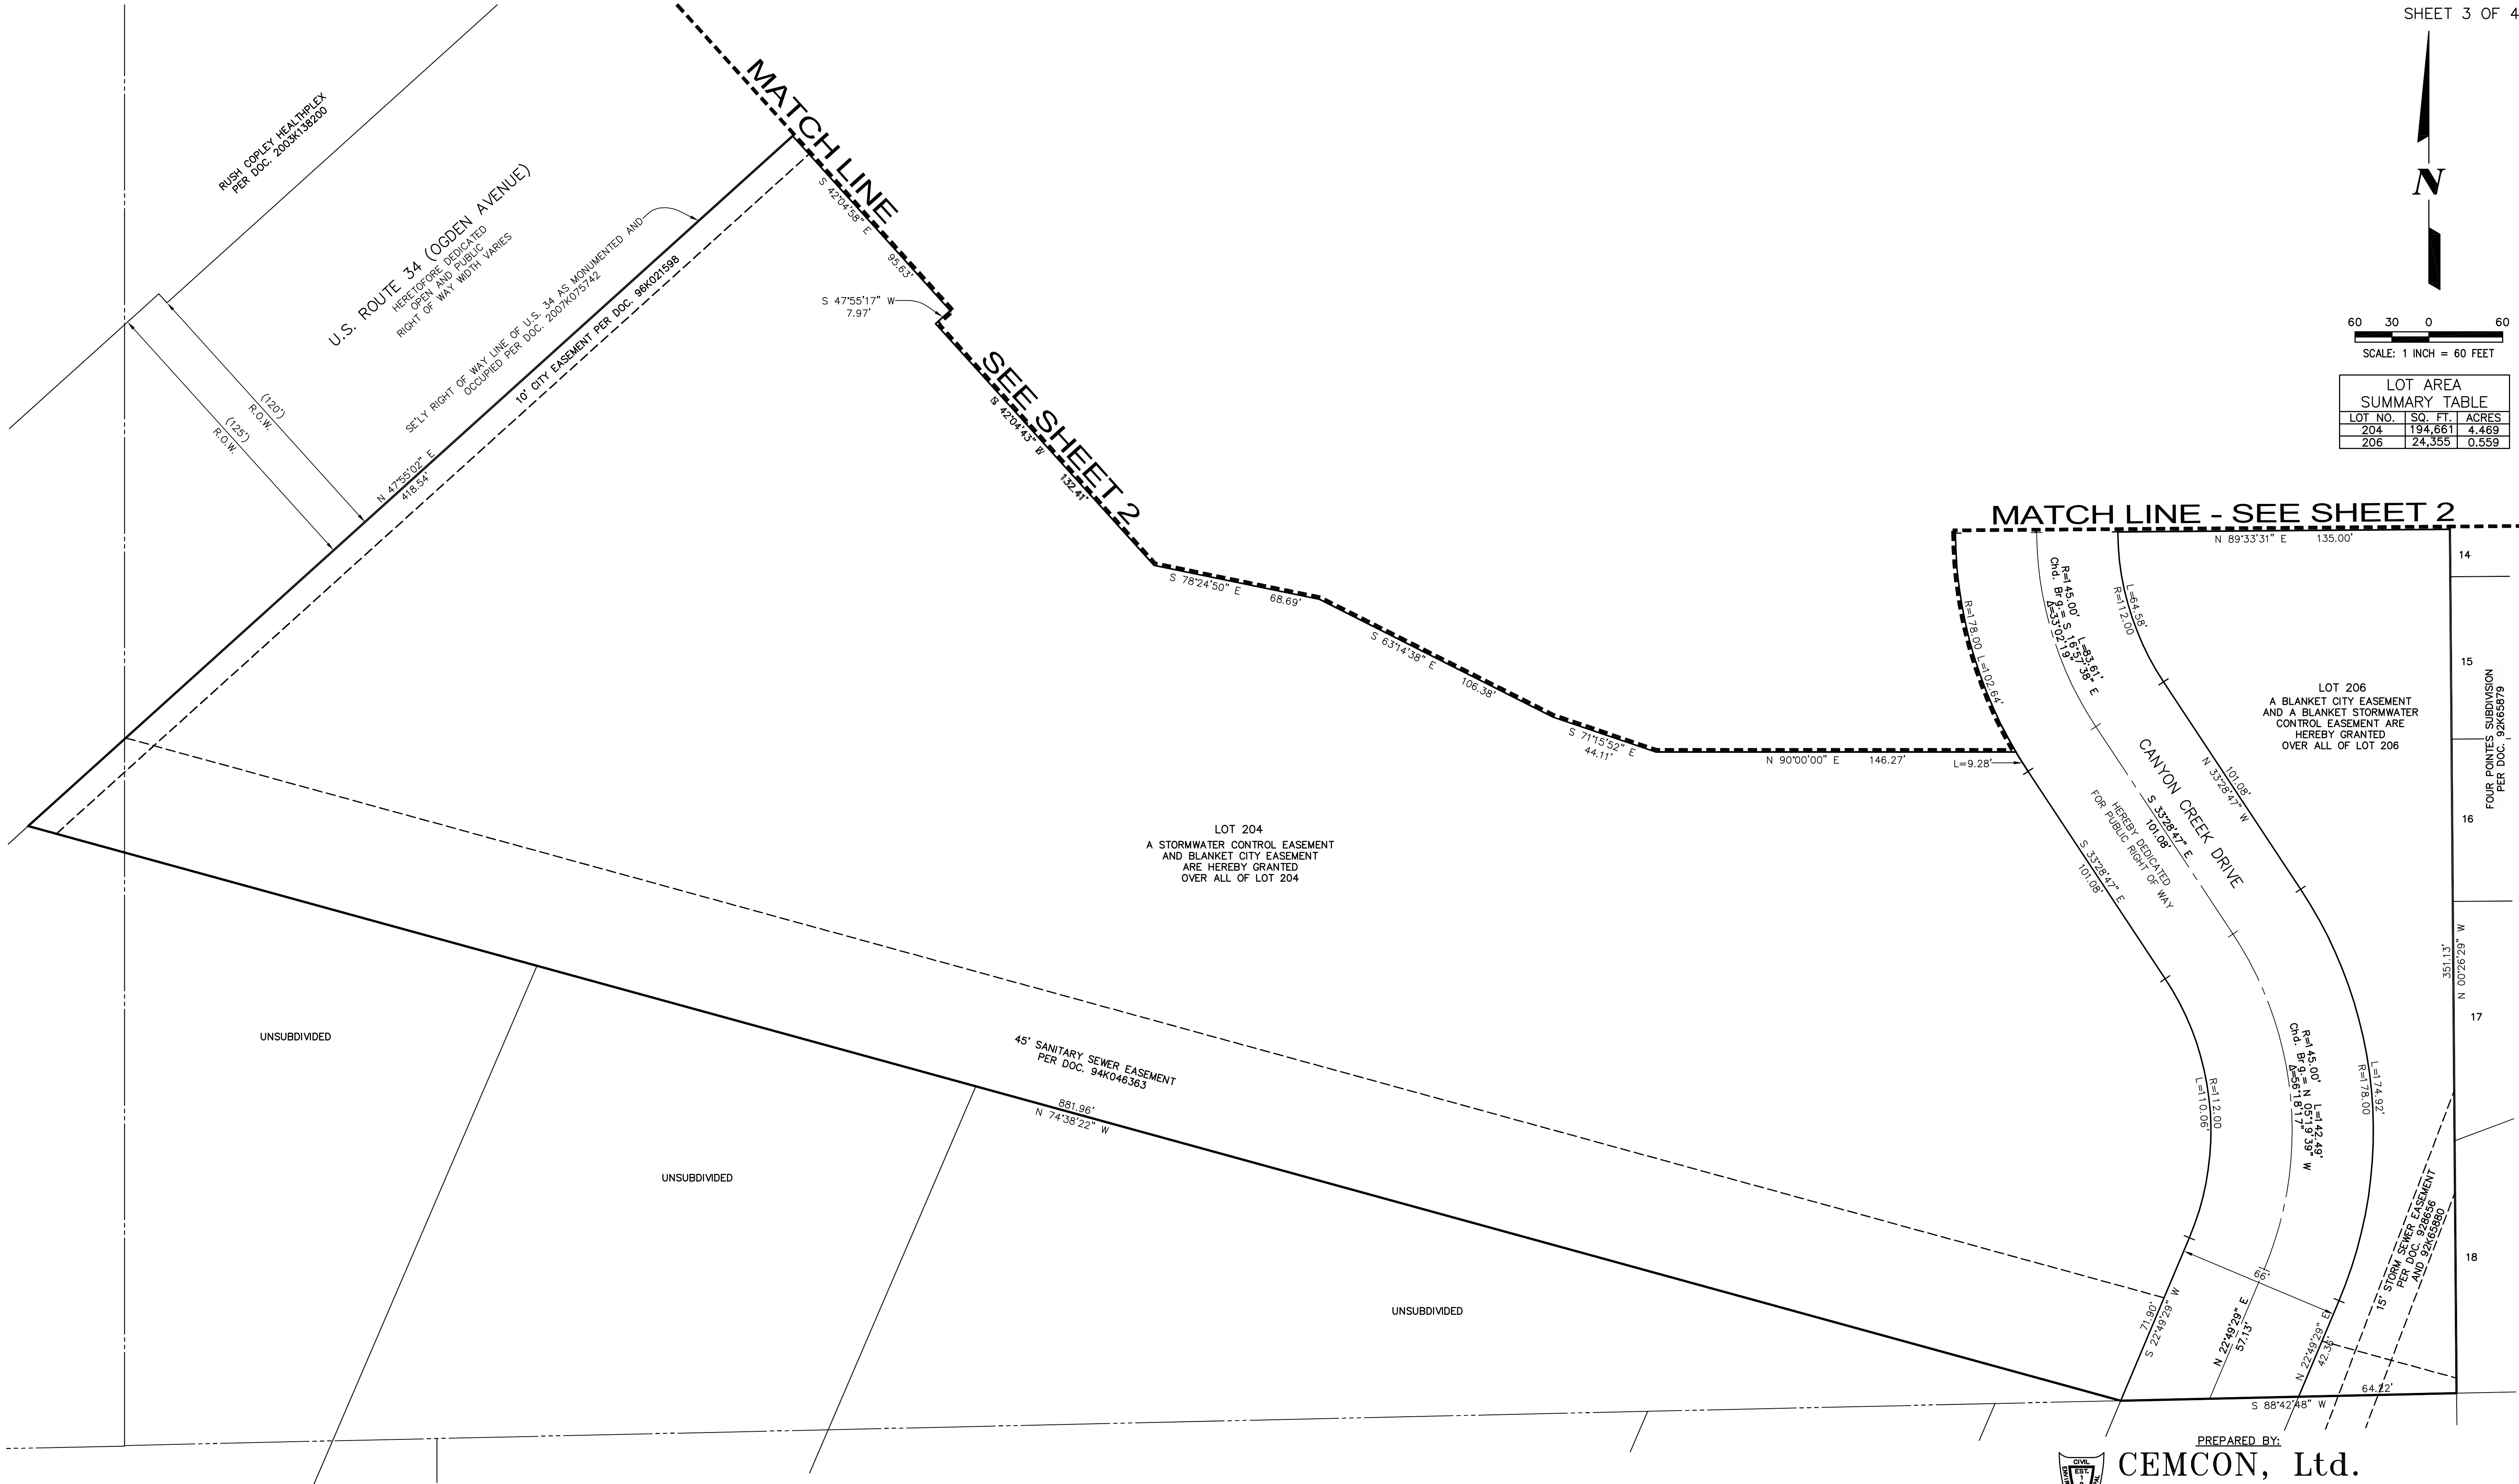 SHEET 3 OF 4
N
60 30 0 60
SCALE: 1 INCH = 60 FEET
LOT AREA
SUMMARY TABLE
LOT NO. SQ. FT. ACRES
204 194,661 4.469
206 24,355 0.559
RUSH COPLEY HEALTHPLEX
PER DOC. 2003K138200
U.S. ROUTE 34 (OGDEN AVENUE)
HERETOFORE DEDICATED
OPEN AND PUBLIC
RIGHT OF WAY WIDTH VARIES
SE'LY RIGHT OF WAY LINE OF U.S. 34 AS MONUMENTED AND
OCCUPIED PER DOC. 2007K075742
10' CITY EASEMENT PER DOC. 96K021598
(120')
R.O.W.
(125')
R.O.W.
N 47°55'02" E
418.54'
MATCH LINE
S 42°04'58" E
95.63'
S 47°55'17" W
7.97'
SEE SHEET 2
S 42°04'43" W
132.41'
S 78°24'50" E
68.69'
S 63°14'38" E
106.38'
S 71°15'52" E
44.11'
N 90°00'00" E 146.27'
L=9.28'
MATCH LINE - SEE SHEET 2
N 89°33'31" E 135.00'
R=178.00 L=102.64'
R=145.00' L=83.61'
Chd. Brg.= S 16°57'38" E
Δ=33°02'19"
L=64.58'
R=112.00
14
15
16
17
18
FOUR POINTES SUBDIVISION
PER DOC. 92K65879
LOT 206
A BLANKET CITY EASEMENT
AND A BLANKET STORMWATER
CONTROL EASEMENT ARE
HEREBY GRANTED
OVER ALL OF LOT 206
101.08'
N 33°28'47" W
CANYON CREEK DRIVE
S 33°28'47" E
101.08'
HEREBY DEDICATED
FOR PUBLIC RIGHT OF WAY
S 33°28'47" E
101.08'
LOT 204
A STORMWATER CONTROL EASEMENT
AND BLANKET CITY EASEMENT
ARE HEREBY GRANTED
OVER ALL OF LOT 204
351.13'
N 00°26'29" W
R=112.00
L=110.06'
R=145.00' L=142.49'
Chd. Brg.= N 05°19'39" W
Δ=56°18'17"
L=174.92'
R=178.00
45' SANITARY SEWER EASEMENT
PER DOC. 94K046363
881.96'
N 74°38'22" W
UNSUBDIVIDED
UNSUBDIVIDED
UNSUBDIVIDED
15' STORM SEWER EASEMENT
PER DOC. 928656
AND 92K65880
66'
71.90'
S 22°49'29" W
N 22°49'29" E
57.13'
N 22°49'29" E
42.36'
64.22'
S 88°42'48" W
PREPARED BY:
CEMCON, Ltd.
CIVIL
EST.